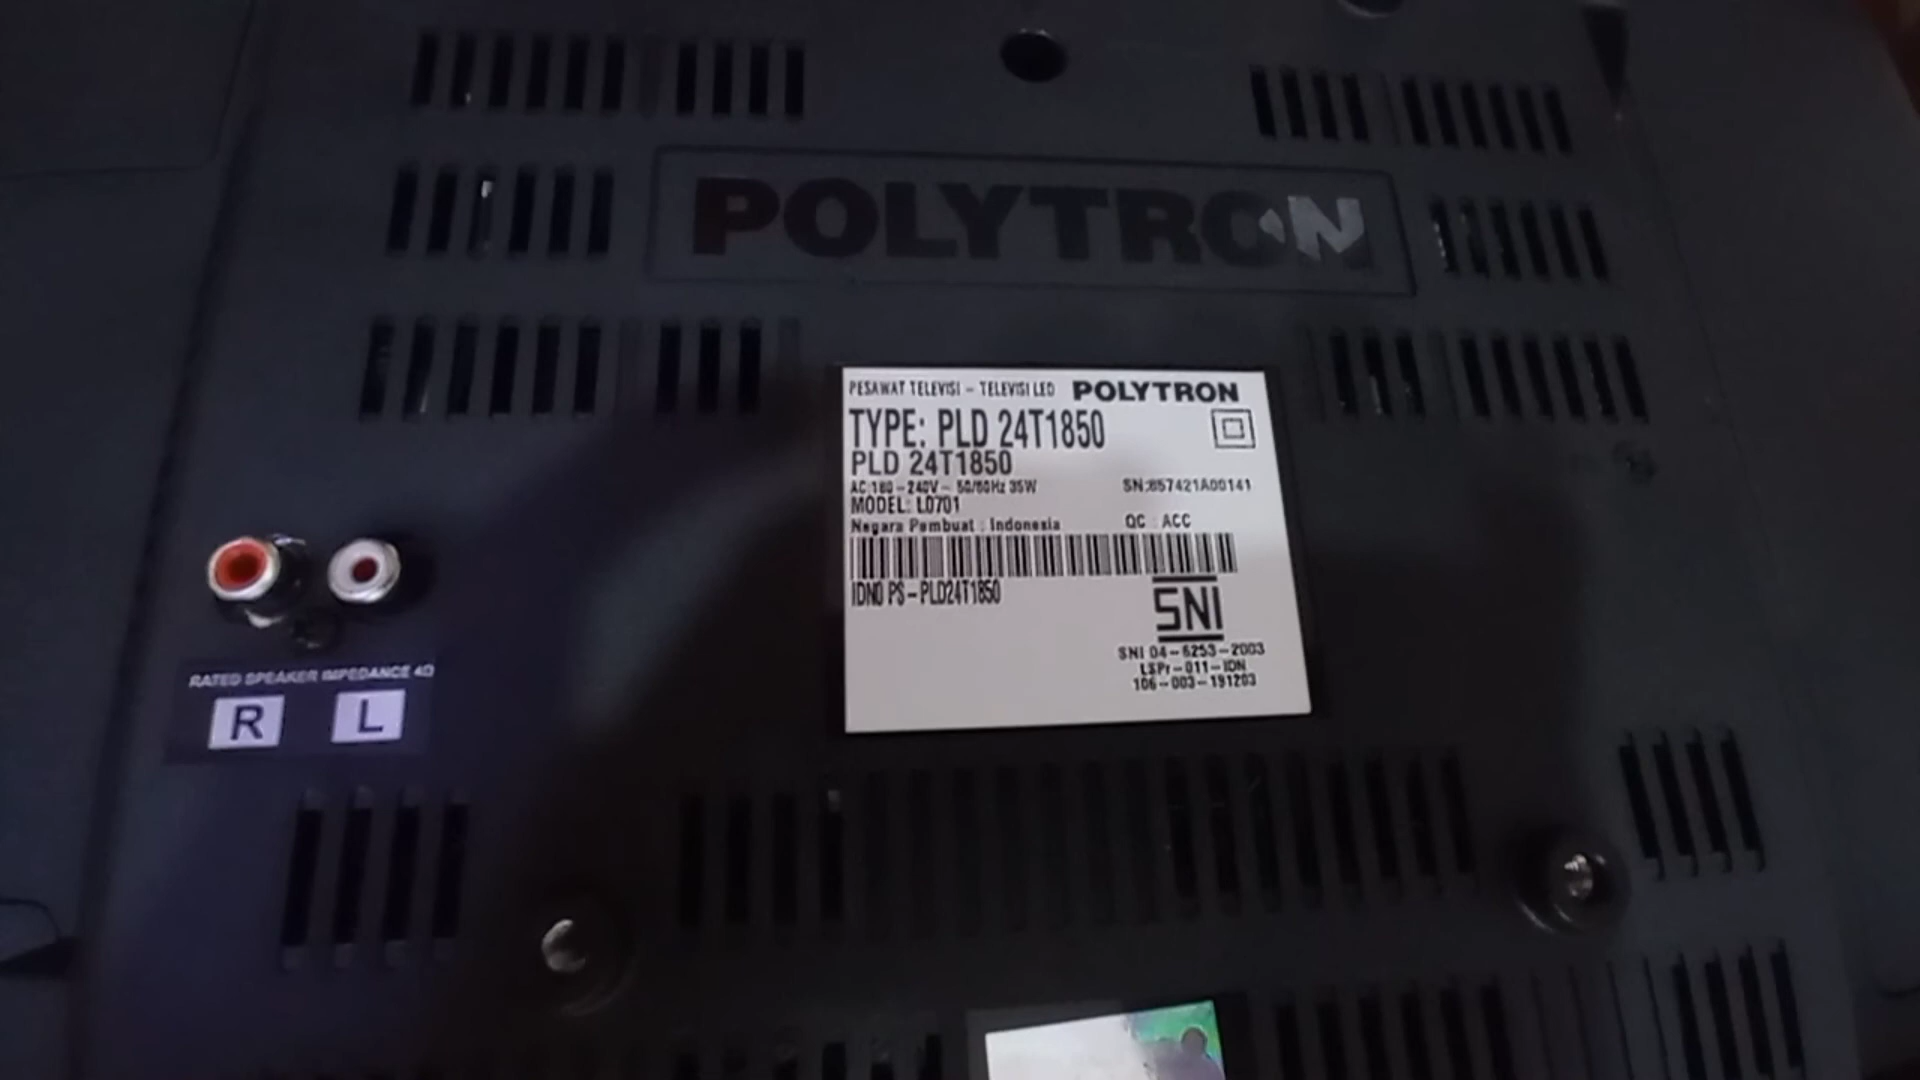 POLYTRON
PESAWAT TELEVISI - TELEVISI LED POLYTRON
TYPE: PLD 24T1850
PLD 24T1850
AC:180-240V~ 50/60Hz 35W SN:857421A00141
MODEL: L0701
Negara Pembuat : Indonesia QC : ACC
IDNO PS-PLD24T1850
SNI
SNI 04-6253-2003
LSPr-011-IDN
106-003-191203
RATED SPEAKER IMPEDANCE 4Ω
R L